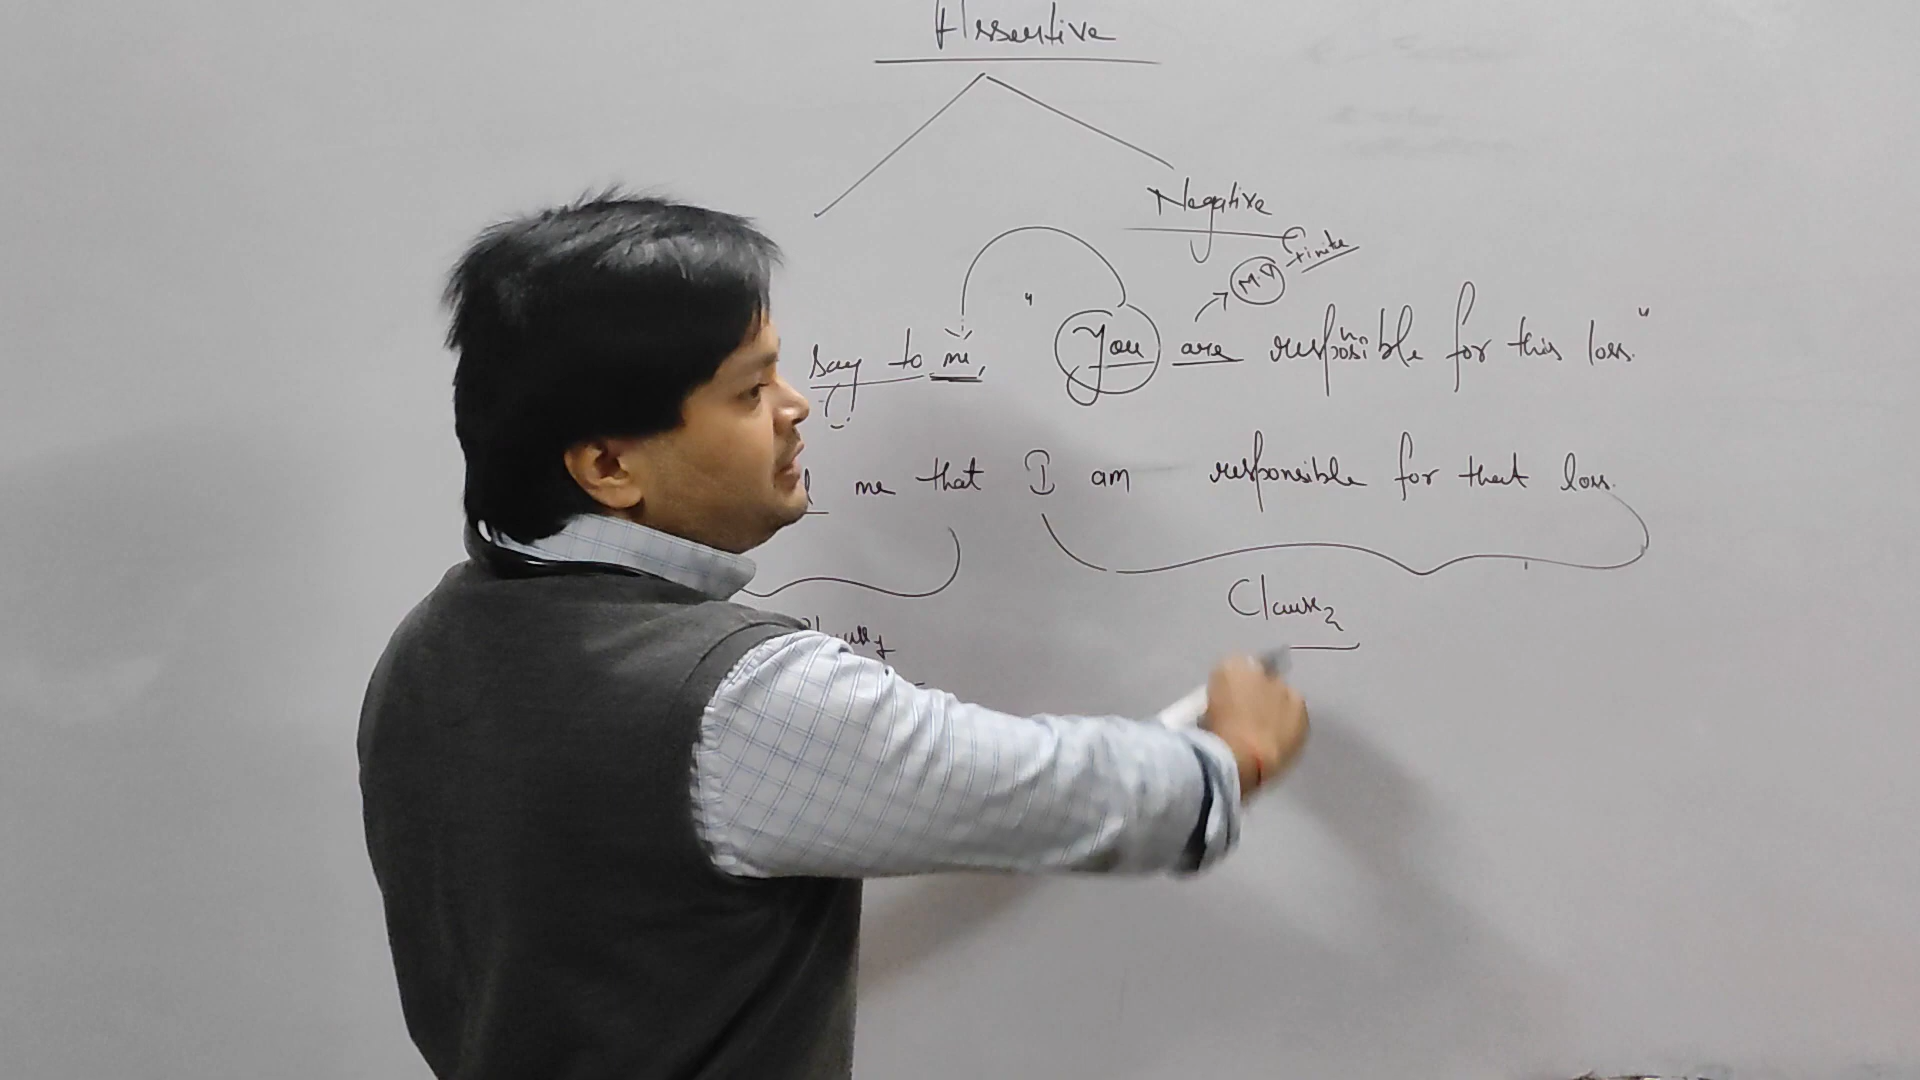 Assertive
Negative
M.V finite
say to me, "You are responsible for this loss."
me that I am responsible for that loss.
Clause2